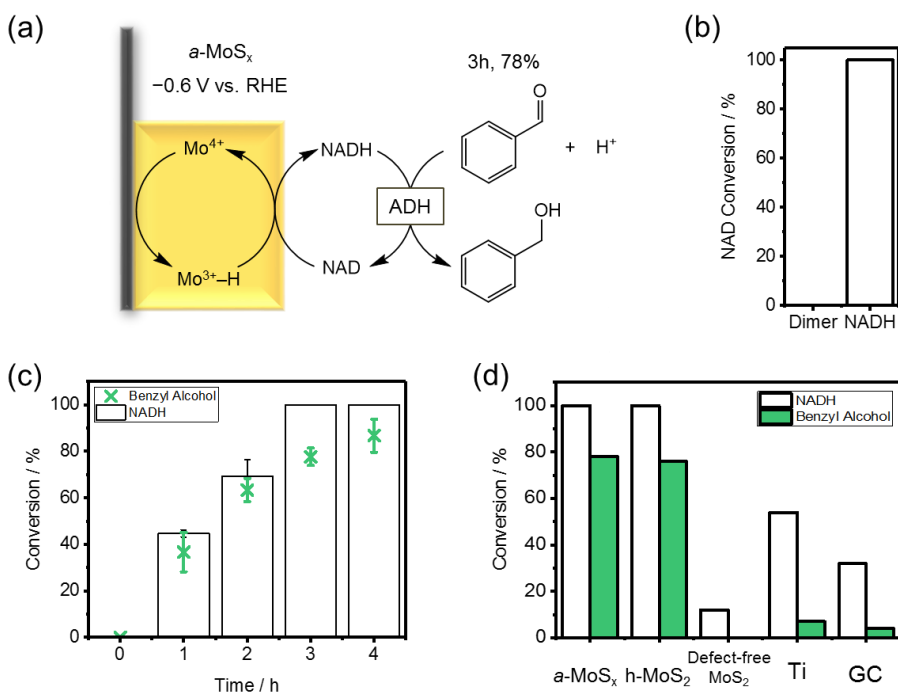 (a)
a-MoSₓ
−0.6 V vs. RHE
3h, 78%
O
Mo⁴⁺
NADH
+ H⁺
ADH
OH
Mo³⁺–H
NAD
(b)
NAD Conversion / %
100
80
60
40
20
0
Dimer NADH
(c)
Conversion / %
Benzyl Alcohol
NADH
100
80
60
40
20
0
0 1 2 3 4
Time / h
(d)
Conversion / %
NADH
Benzyl Alcohol
100
80
60
40
20
0
a-MoSₓ h-MoS₂ Defect-free MoS₂ Ti GC